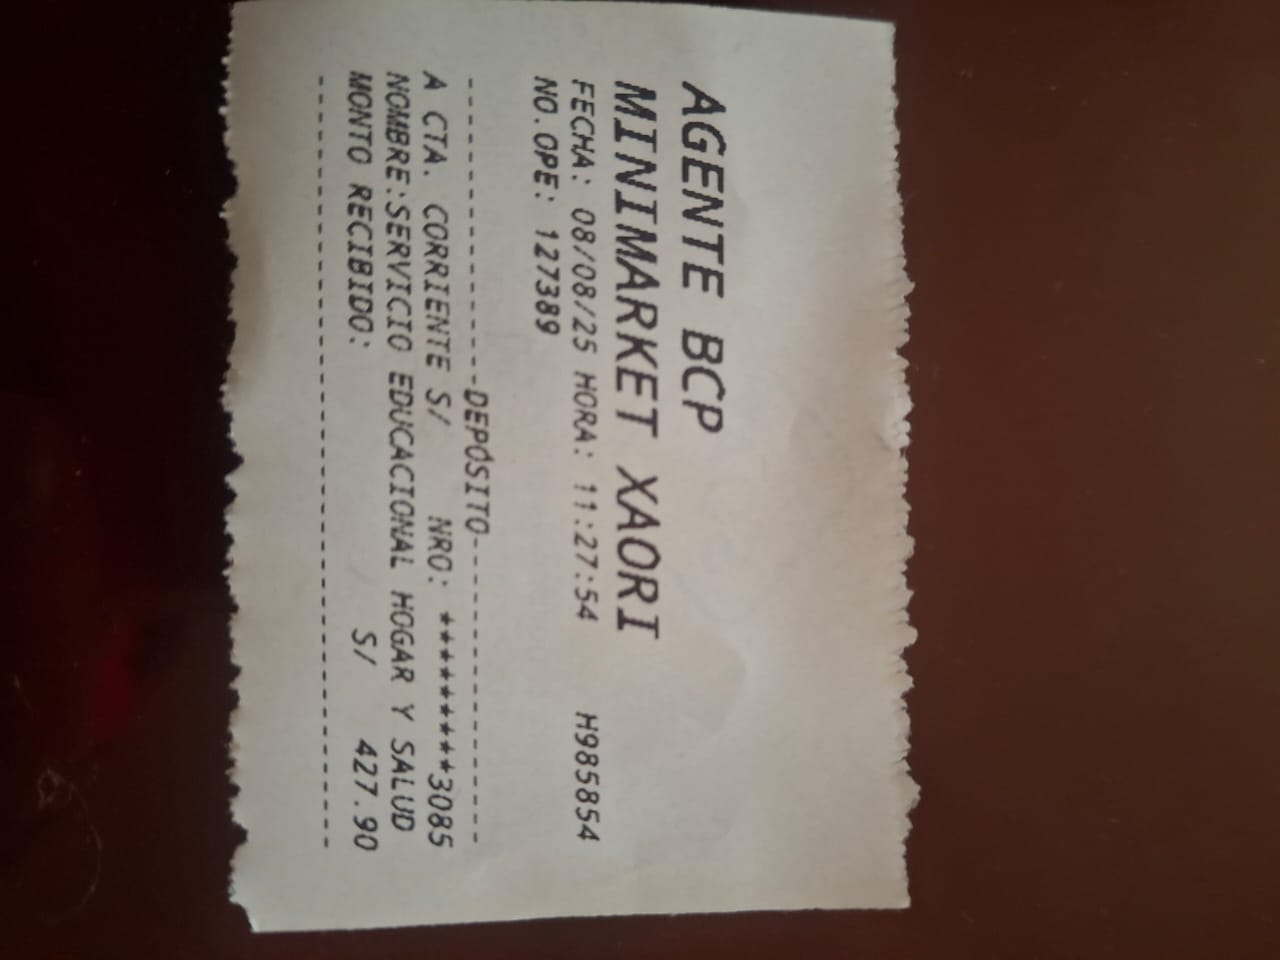 AGENTE BCP
MINIMARKET XAORI
FECHA: 08/08/25 HORA: 11:27:54 H985854
NO.OPE: 127389
----------------DEPÓSITO----------------
A CTA. CORRIENTE S/ NRO: *********3085
NOMBRE:SERVICIO EDUCACIONAL HOGAR Y SALUD
MONTO RECIBIDO: S/ 427.90
----------------------------------------